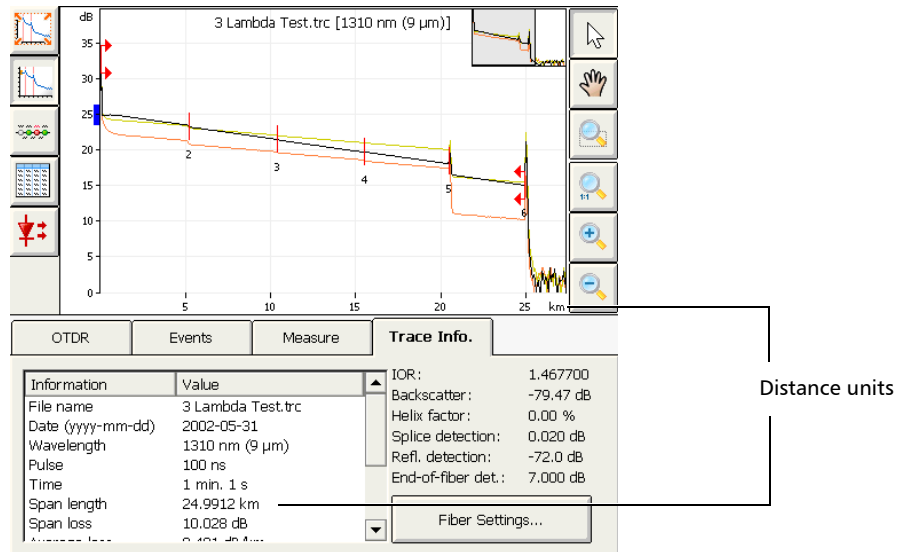 dB
3 Lambda Test.trc [1310 nm (9 µm)]
35
30
25
20
15
10
5
0
2
3
4
5
6
5
10
15
20
25
km
1:1
OTDR
Events
Measure
Trace Info.
Information Value
File name 3 Lambda Test.trc
Date (yyyy-mm-dd) 2002-05-31
Wavelength 1310 nm (9 µm)
Pulse 100 ns
Time 1 min. 1 s
Span length 24.9912 km
Span loss 10.028 dB
IOR: 1.467700
Backscatter: -79.47 dB
Helix factor: 0.00 %
Splice detection: 0.020 dB
Refl. detection: -72.0 dB
End-of-fiber det.: 7.000 dB
Fiber Settings...
Distance units